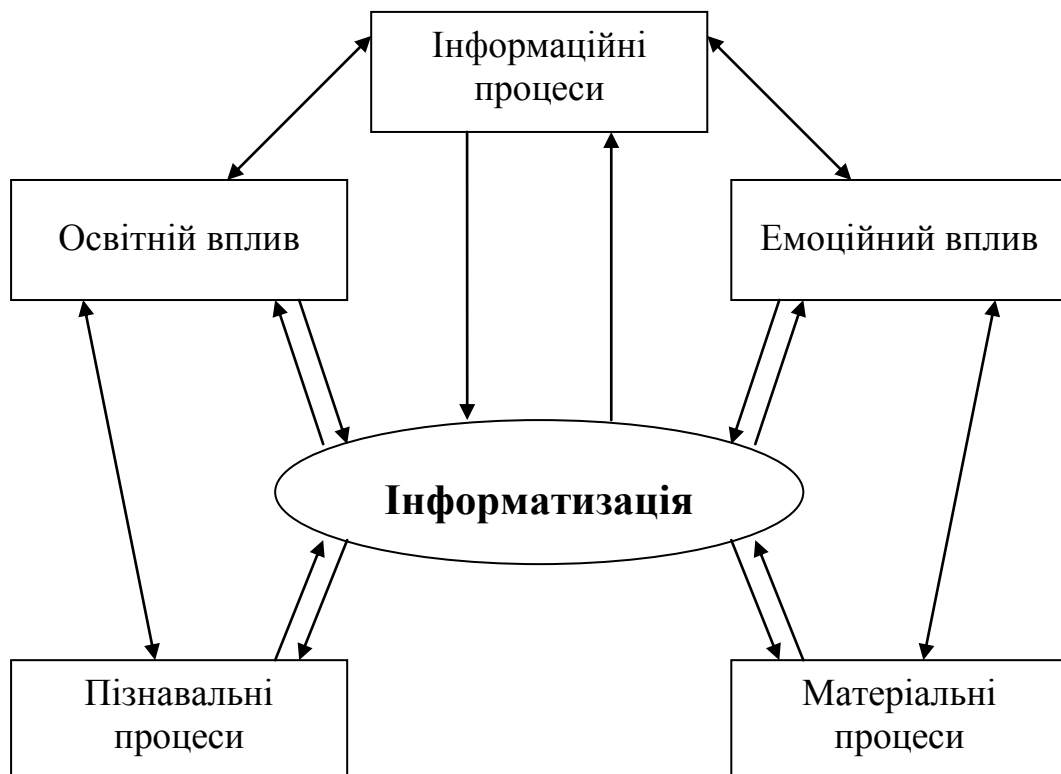 Інформаційні
процеси
Освітній вплив
Емоційний вплив
Інформатизація
Пізнавальні
процеси
Матеріальні
процеси